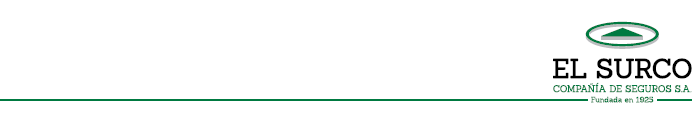 EL SURCO
COMPAÑÍA DE SEGUROS S.A.
Fundada en 1925